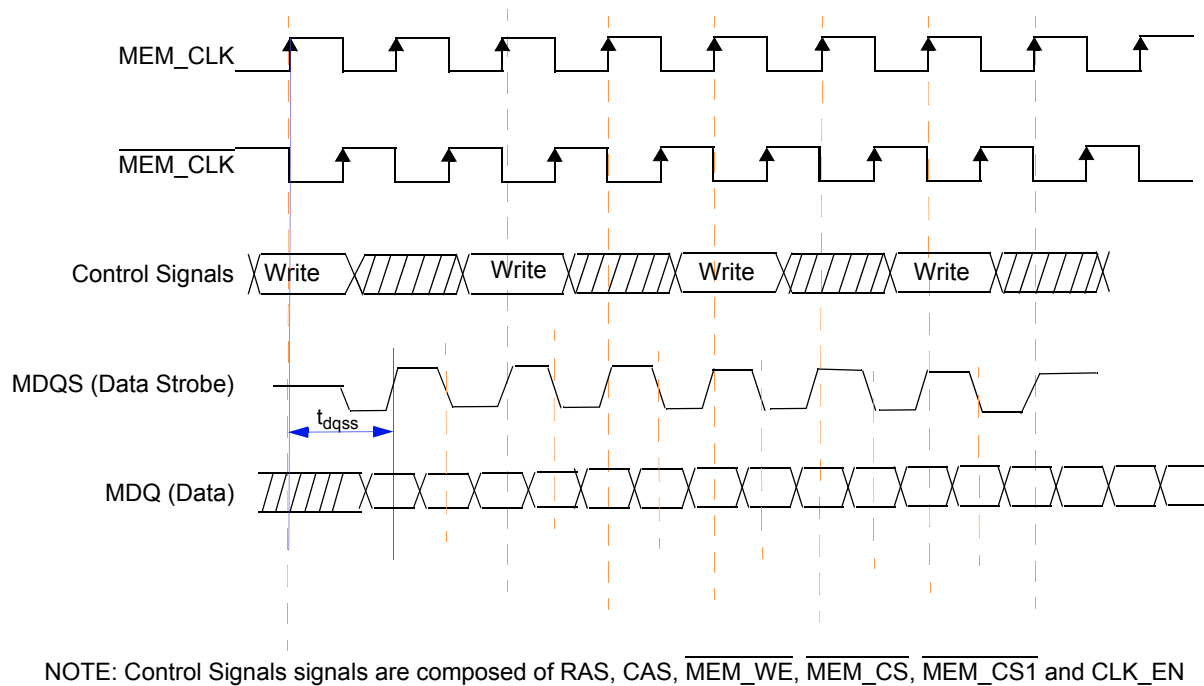 MEM_CLK
MEM_CLK
Control Signals
Write
Write
Write
Write
MDQS (Data Strobe)
tdqss
MDQ (Data)
NOTE: Control Signals signals are composed of RAS, CAS, MEM_WE, MEM_CS, MEM_CS1 and CLK_EN